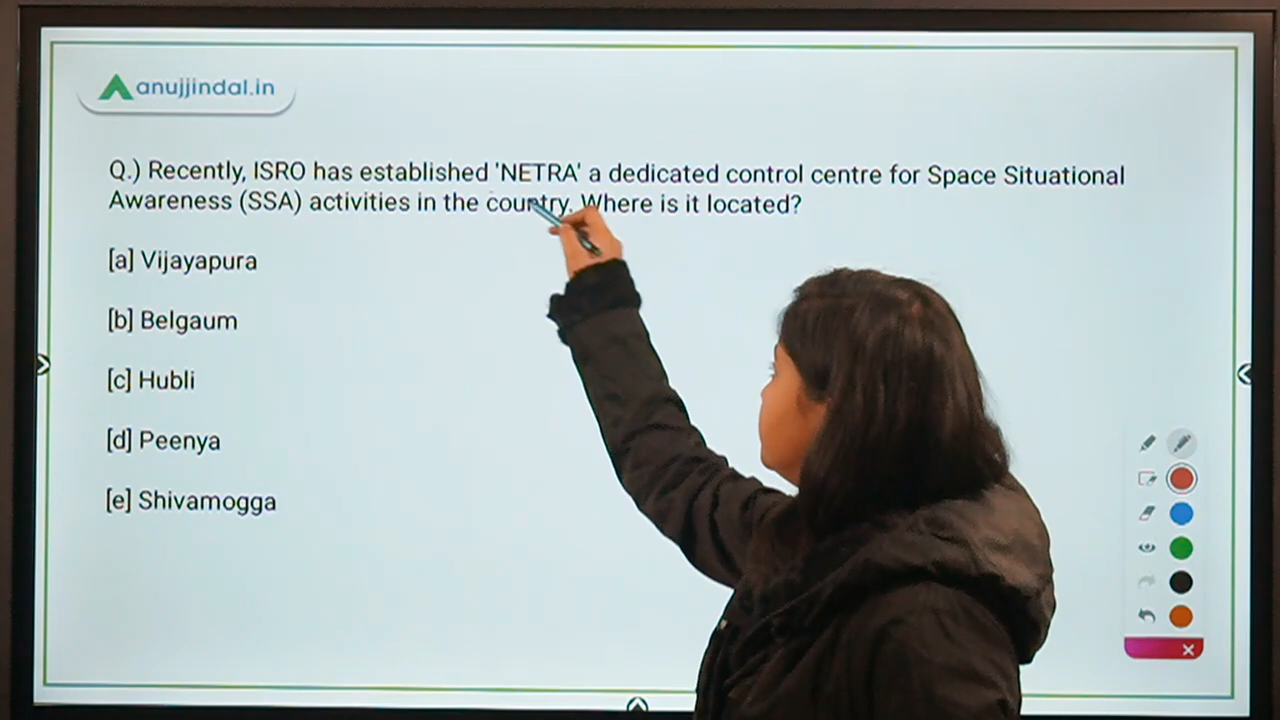 anujjindal.in
Q.) Recently, ISRO has established 'NETRA' a dedicated control centre for Space Situational
Awareness (SSA) activities in the country. Where is it located?
[a] Vijayapura
[b] Belgaum
[c] Hubli
[d] Peenya
[e] Shivamogga